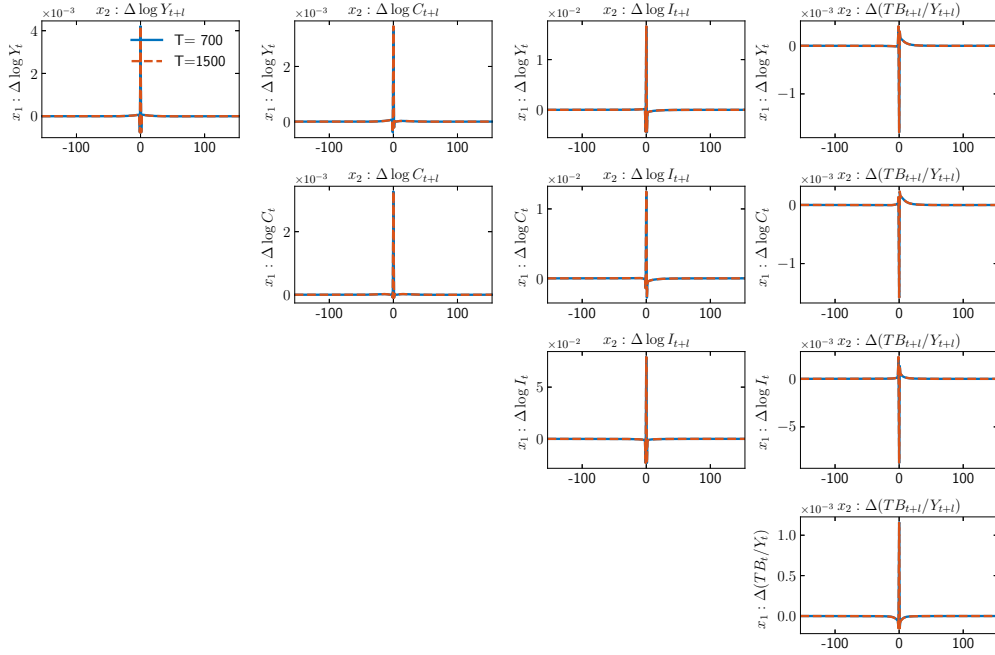 ×10⁻³ x₂ : Δ log Y_{t+l}
×10⁻³ x₂ : Δ log C_{t+l}
×10⁻² x₂ : Δ log I_{t+l}
×10⁻³ x₂ : Δ(TB_{t+l}/Y_{t+l})
x₁ : Δ log Y_t
4
2
0
T= 700
T=1500
-100 0 100
x₁ : Δ log Y_t
2
0
-100 0 100
x₁ : Δ log Y_t
1
0
-100 0 100
x₁ : Δ log Y_t
0
−1
-100 0 100
×10⁻³ x₂ : Δ log C_{t+l}
×10⁻² x₂ : Δ log I_{t+l}
×10⁻³ x₂ : Δ(TB_{t+l}/Y_{t+l})
x₁ : Δ log C_t
2
0
-100 0 100
x₁ : Δ log C_t
1
0
-100 0 100
x₁ : Δ log C_t
0
−1
-100 0 100
×10⁻² x₂ : Δ log I_{t+l}
×10⁻³ x₂ : Δ(TB_{t+l}/Y_{t+l})
x₁ : Δ log I_t
5
0
-100 0 100
x₁ : Δ log I_t
0
−5
-100 0 100
×10⁻³ x₂ : Δ(TB_{t+l}/Y_{t+l})
x₁ : Δ(TB_t/Y_t)
1.0
0.5
0.0
-100 0 100